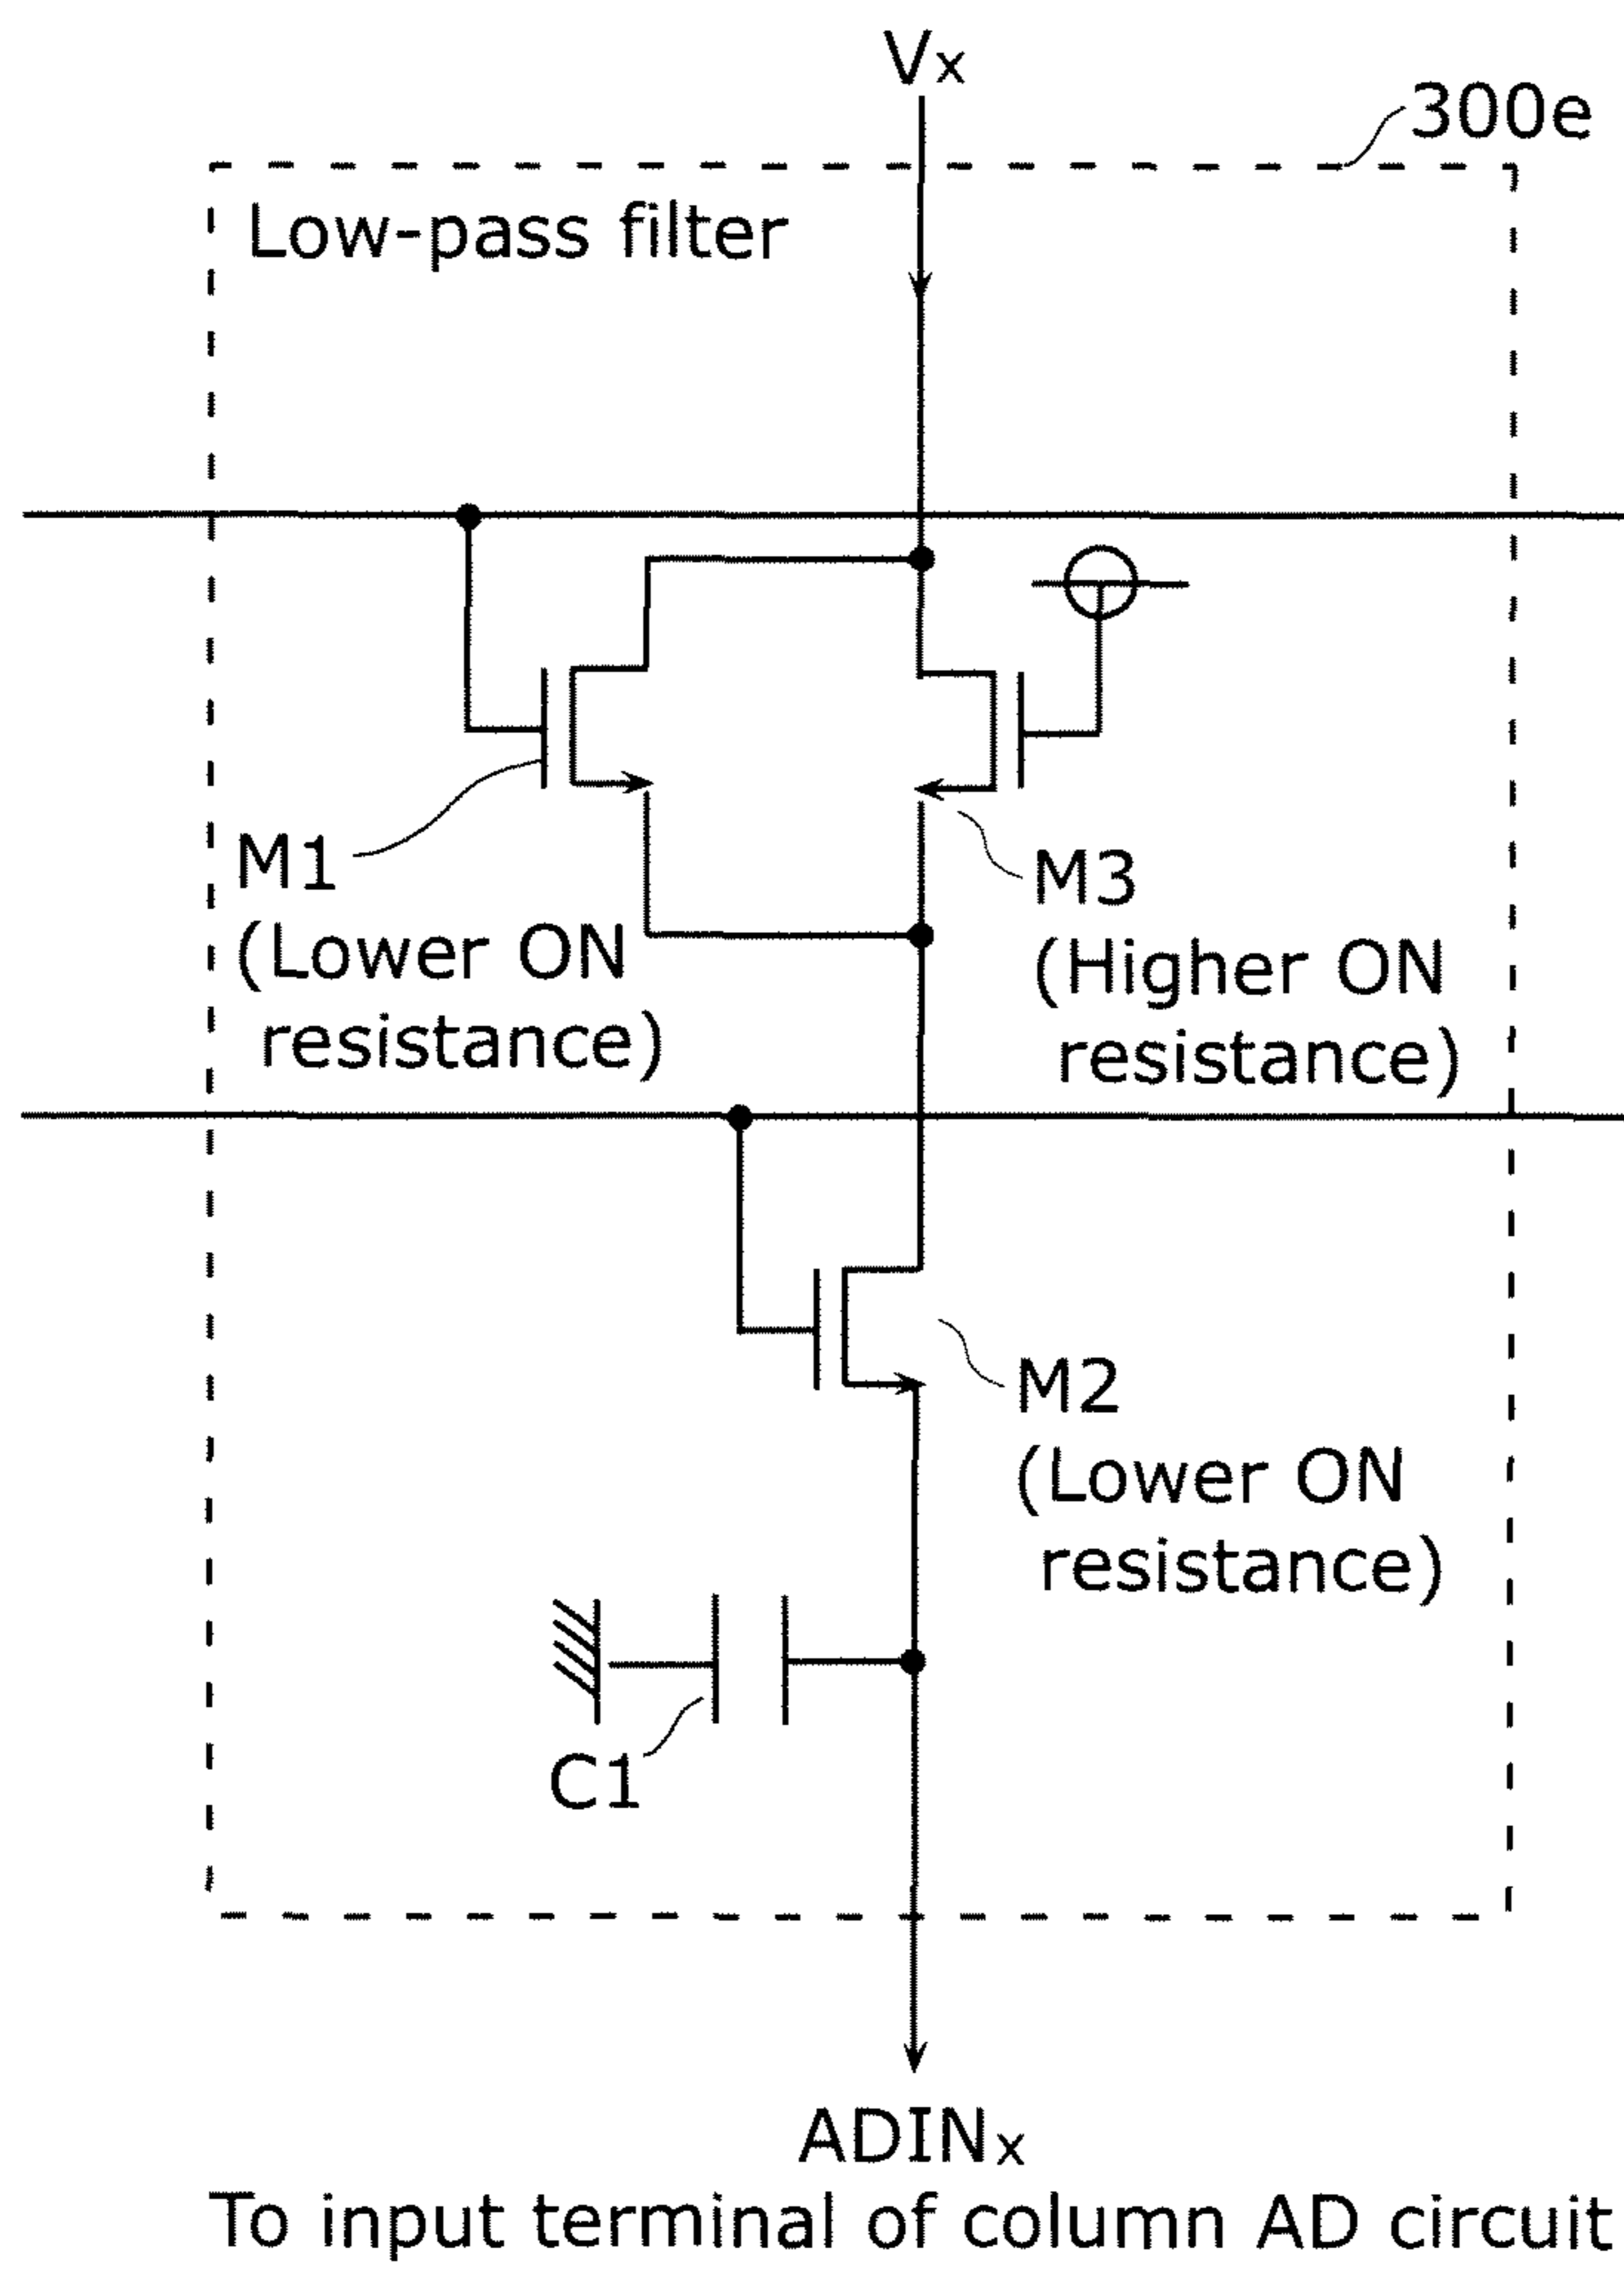 Vx
300e
Low-pass filter
M1
(Lower ON
resistance)
M3
(Higher ON
resistance)
M2
(Lower ON
resistance)
C1
ADINx
To input terminal of column AD circuit